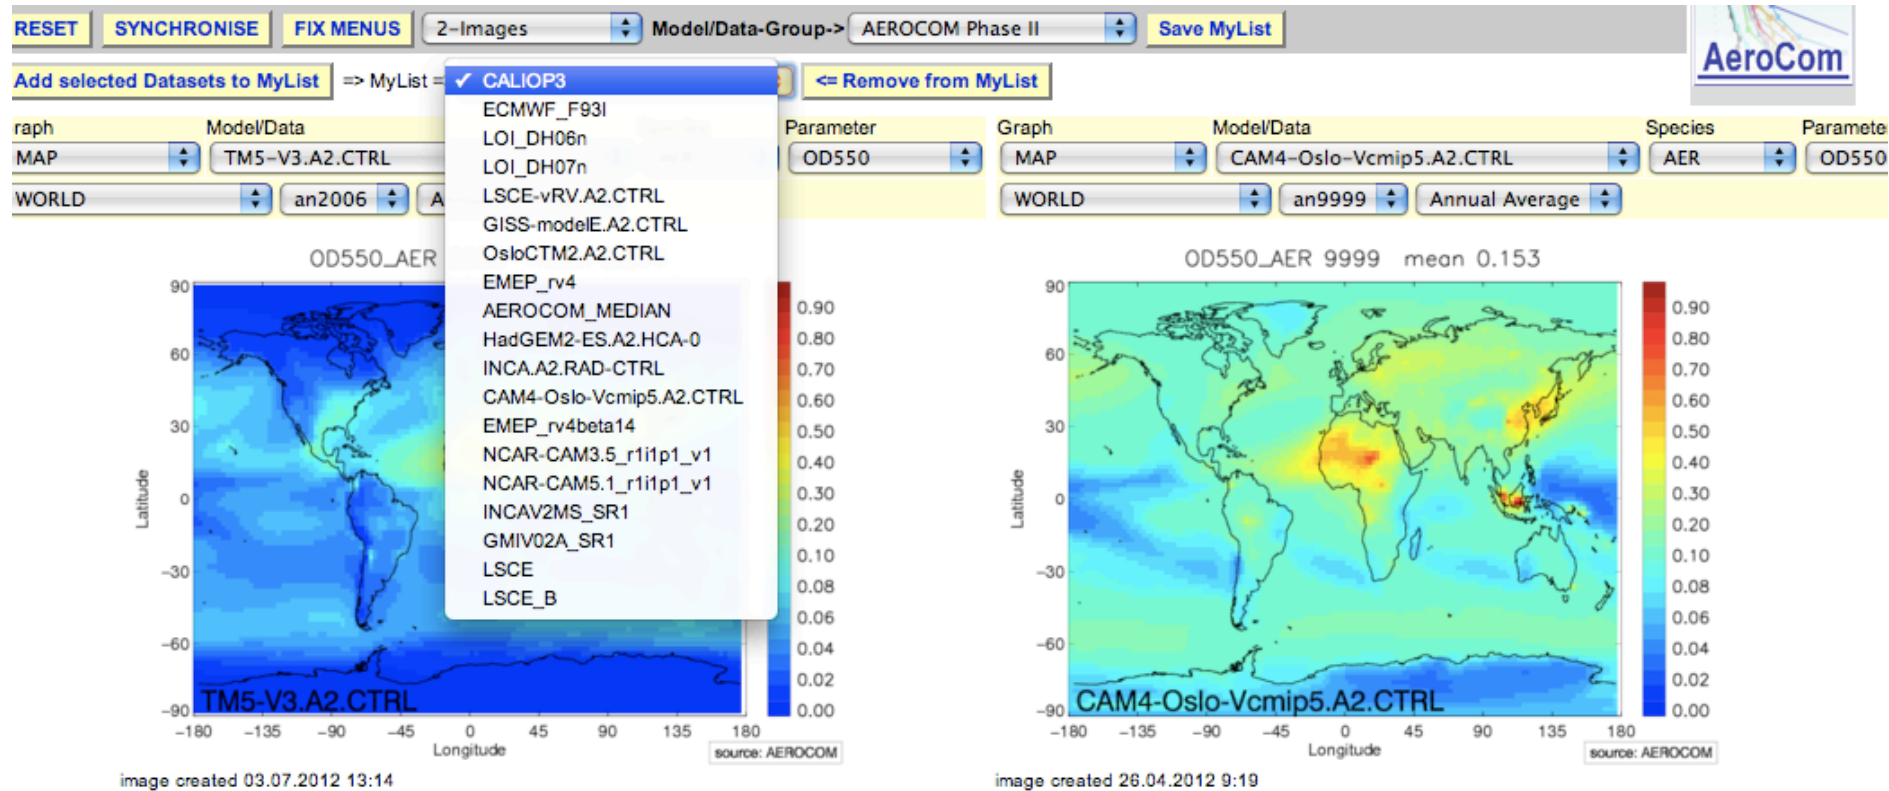 RESET SYNCHRONISE FIX MENUS 2-Images Model/Data-Group-> AEROCOM Phase II Save MyList
AeroCom
Add selected Datasets to MyList => MyList = ✓ CALIOP3 <= Remove from MyList
ECMWF_F93I
LOI_DH06n
LOI_DH07n
LSCE-vRV.A2.CTRL
GISS-modelE.A2.CTRL
OsloCTM2.A2.CTRL
EMEP_rv4
AEROCOM_MEDIAN
HadGEM2-ES.A2.HCA-0
INCA.A2.RAD-CTRL
CAM4-Oslo-Vcmip5.A2.CTRL
EMEP_rv4beta14
NCAR-CAM3.5_r1i1p1_v1
NCAR-CAM5.1_r1i1p1_v1
INCAV2MS_SR1
GMIV02A_SR1
LSCE
LSCE_B
raph Model/Data Parameter
MAP TM5-V3.A2.CTRL OD550
WORLD an2006 A
OD550_AER
90
60
30
0
-30
-60
-90
Latitude
TM5-V3.A2.CTRL
-180 -135 -90 -45 0 45 90 135 180
Longitude
0.90
0.80
0.70
0.60
0.50
0.40
0.30
0.20
0.10
0.08
0.06
0.04
0.02
0.00
source: AEROCOM
image created 03.07.2012 13:14
Graph Model/Data Species Paramete
MAP CAM4-Oslo-Vcmip5.A2.CTRL AER OD550
WORLD an9999 Annual Average
OD550_AER 9999 mean 0.153
90
60
30
0
-30
-60
-90
Latitude
CAM4-Oslo-Vcmip5.A2.CTRL
-180 -135 -90 -45 0 45 90 135 180
Longitude
0.90
0.80
0.70
0.60
0.50
0.40
0.30
0.20
0.10
0.08
0.06
0.04
0.02
0.00
source: AEROCOM
image created 26.04.2012 9:19